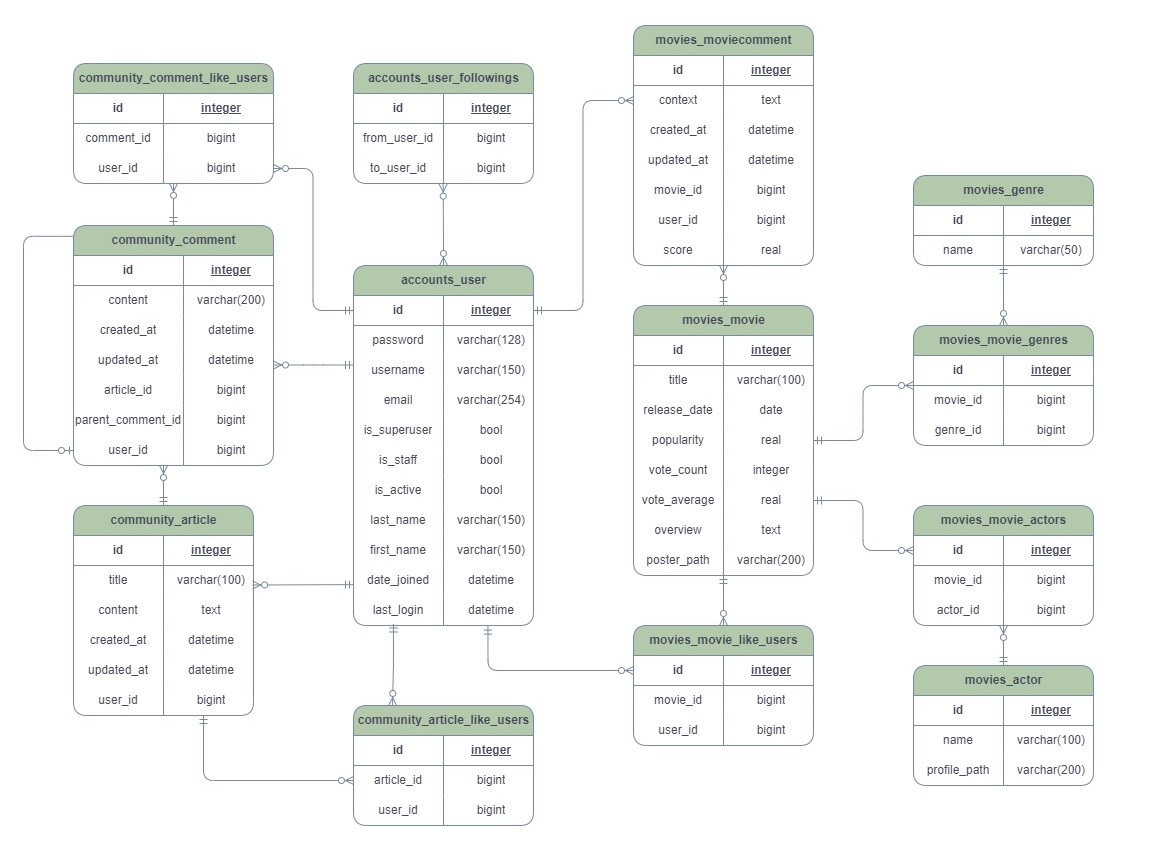 community_comment_like_users
id integer
comment_id bigint
user_id bigint
community_comment
id integer
content varchar(200)
created_at datetime
updated_at datetime
article_id bigint
parent_comment_id bigint
user_id bigint
community_article
id integer
title varchar(100)
content text
created_at datetime
updated_at datetime
user_id bigint
accounts_user_followings
id integer
from_user_id bigint
to_user_id bigint
accounts_user
id integer
password varchar(128)
username varchar(150)
email varchar(254)
is_superuser bool
is_staff bool
is_active bool
last_name varchar(150)
first_name varchar(150)
date_joined datetime
last_login datetime
community_article_like_users
id integer
article_id bigint
user_id bigint
movies_moviecomment
id integer
context text
created_at datetime
updated_at datetime
movie_id bigint
user_id bigint
score real
movies_movie
id integer
title varchar(100)
release_date date
popularity real
vote_count integer
vote_average real
overview text
poster_path varchar(200)
movies_movie_like_users
id integer
movie_id bigint
user_id bigint
movies_genre
id integer
name varchar(50)
movies_movie_genres
id integer
movie_id bigint
genre_id bigint
movies_movie_actors
id integer
movie_id bigint
actor_id bigint
movies_actor
id integer
name varchar(100)
profile_path varchar(200)